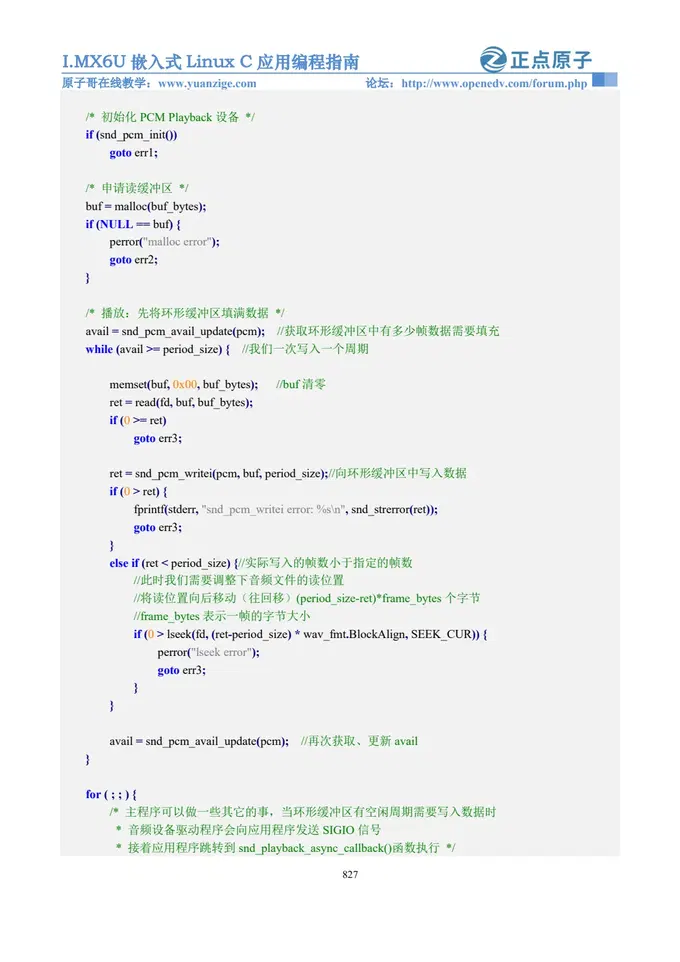 I.MX6U 嵌入式 Linux C 应用编程指南
正点原子
原子哥在线教学：www.yuanzige.com 论坛：http://www.openedv.com/forum.php
/* 初始化 PCM Playback 设备 */
if (snd_pcm_init())
goto err1;
/* 申请读缓冲区 */
buf = malloc(buf_bytes);
if (NULL == buf) {
perror("malloc error");
goto err2;
}
/* 播放：先将环形缓冲区填满数据 */
avail = snd_pcm_avail_update(pcm); //获取环形缓冲区中有多少帧数据需要填充
while (avail >= period_size) { //我们一次写入一个周期
memset(buf, 0x00, buf_bytes); //buf 清零
ret = read(fd, buf, buf_bytes);
if (0 >= ret)
goto err3;
ret = snd_pcm_writei(pcm, buf, period_size);//向环形缓冲区中写入数据
if (0 > ret) {
fprintf(stderr, "snd_pcm_writei error: %s\n", snd_strerror(ret));
goto err3;
}
else if (ret < period_size) {//实际写入的帧数小于指定的帧数
//此时我们需要调整下音频文件的读位置
//将读位置向后移动（往回移）(period_size-ret)*frame_bytes 个字节
//frame_bytes 表示一帧的字节大小
if (0 > lseek(fd, (ret-period_size) * wav_fmt.BlockAlign, SEEK_CUR)) {
perror("lseek error");
goto err3;
}
}
avail = snd_pcm_avail_update(pcm); //再次获取、更新 avail
}
for ( ; ; ) {
/* 主程序可以做一些其它的事，当环形缓冲区有空闲周期需要写入数据时
* 音频设备驱动程序会向应用程序发送 SIGIO 信号
* 接着应用程序跳转到 snd_playback_async_callback()函数执行 */
827